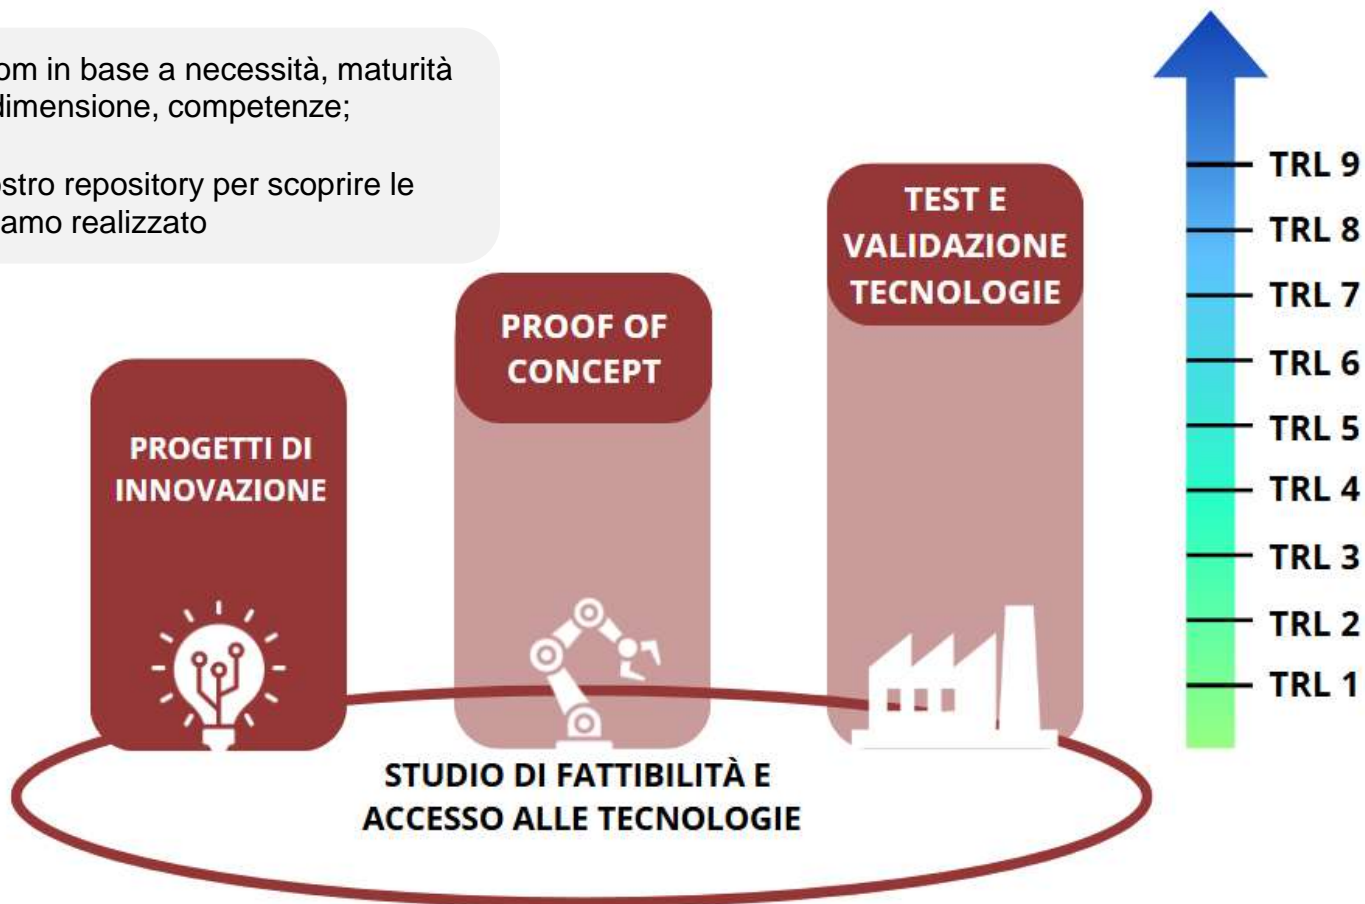 om in base a necessità, maturità
dimensione, competenze;
ostro repository per scoprire le
amo realizzato
TEST E
VALIDAZIONE
TECNOLOGIE
PROOF OF
CONCEPT
PROGETTI DI
INNOVAZIONE
STUDIO DI FATTIBILITÀ E
ACCESSO ALLE TECNOLOGIE
TRL 9
TRL 8
TRL 7
TRL 6
TRL 5
TRL 4
TRL 3
TRL 2
TRL 1